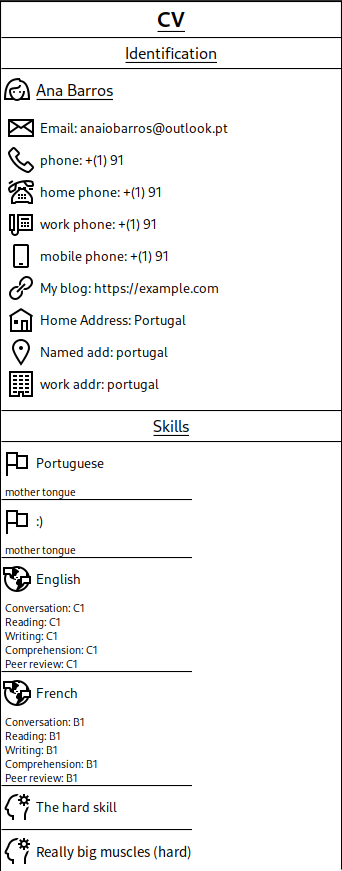 CV
Identification
Ana Barros
Email: anaiobarros@outlook.pt
phone: +(1) 91
home phone: +(1) 91
work phone: +(1) 91
mobile phone: +(1) 91
My blog: https://example.com
Home Address: Portugal
Named add: portugal
work addr: portugal
Skills
Portuguese
mother tongue
:)
mother tongue
English
Conversation: C1
Reading: C1
Writing: C1
Comprehension: C1
Peer review: C1
French
Conversation: B1
Reading: B1
Writing: B1
Comprehension: B1
Peer review: B1
The hard skill
Really big muscles (hard)